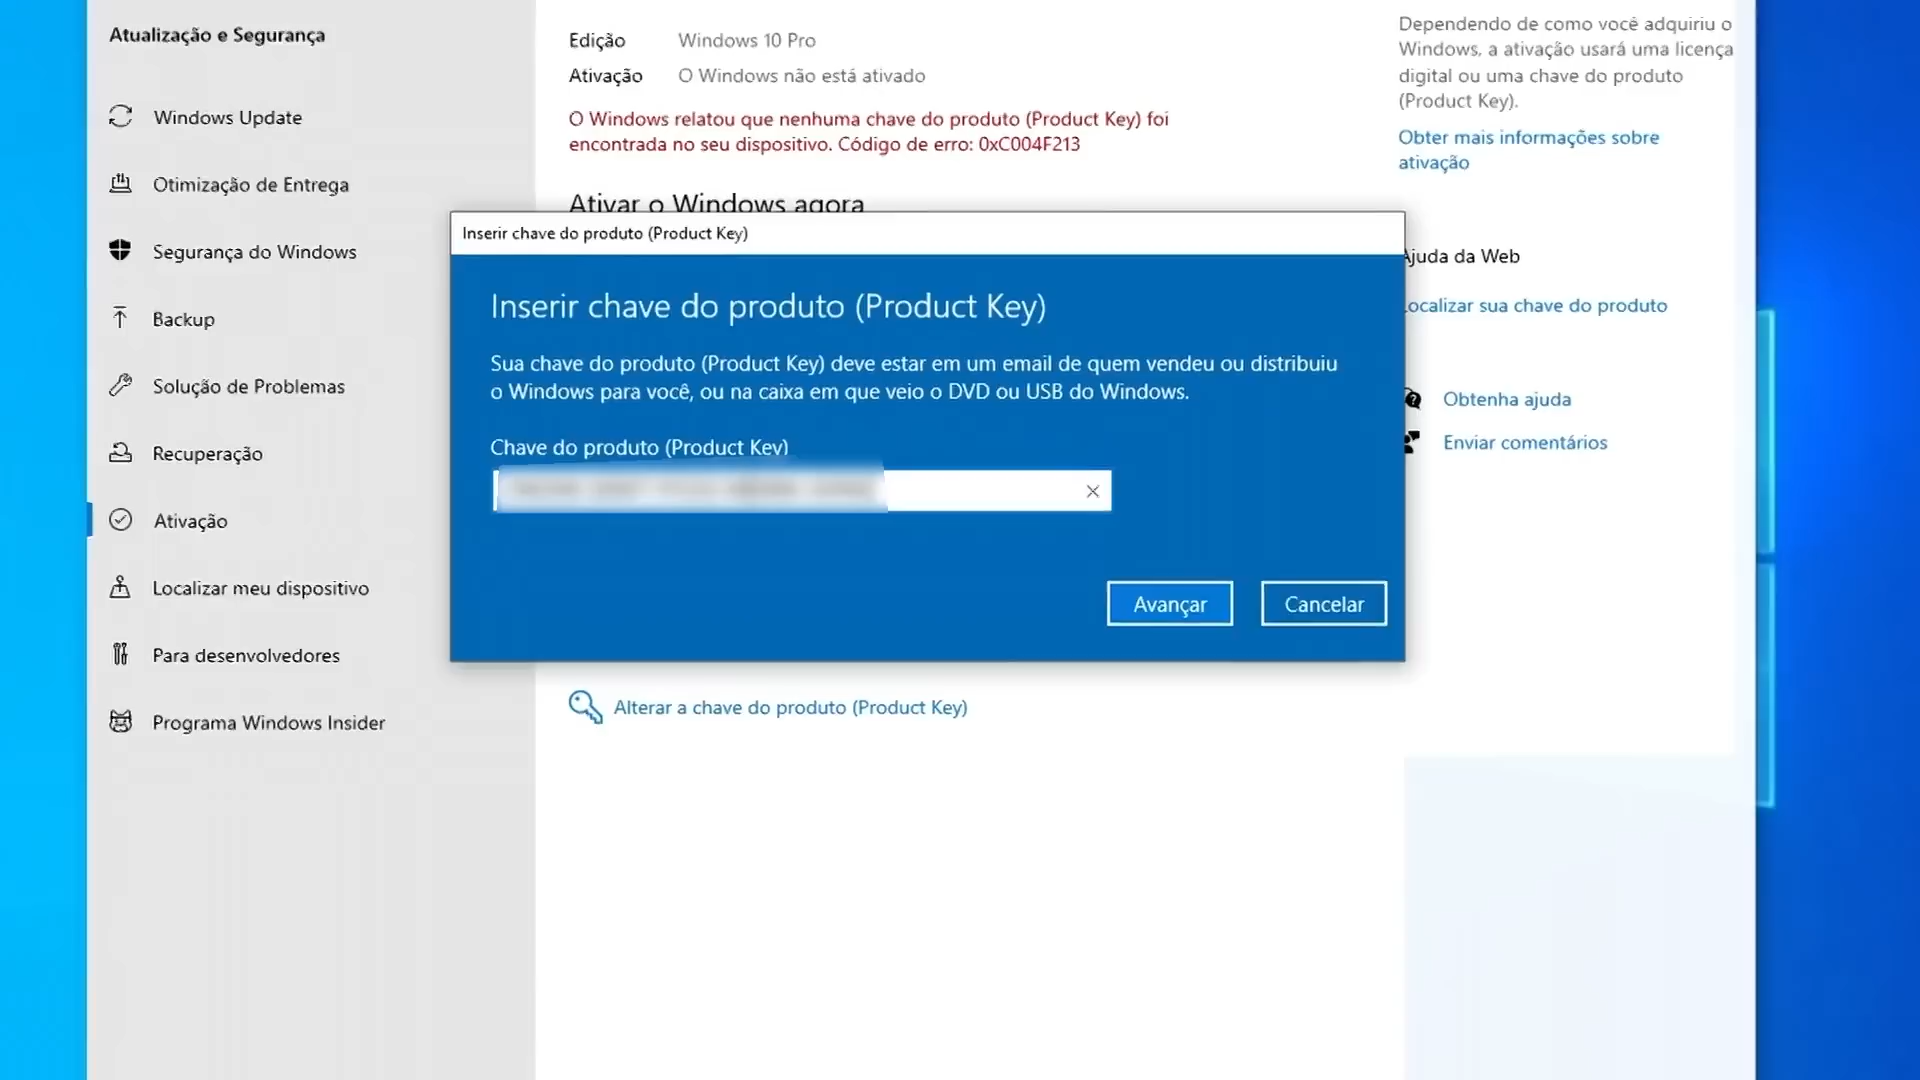 Atualização e Segurança
Windows Update
Otimização de Entrega
Segurança do Windows
Backup
Solução de Problemas
Recuperação
Ativação
Localizar meu dispositivo
Para desenvolvedores
Programa Windows Insider
Edição Windows 10 Pro
Ativação O Windows não está ativado
O Windows relatou que nenhuma chave do produto (Product Key) foi
encontrada no seu dispositivo. Código de erro: 0xC004F213
Ativar o Windows agora
Inserir chave do produto (Product Key)
Inserir chave do produto (Product Key)
Sua chave do produto (Product Key) deve estar em um email de quem vendeu ou distribuiu
o Windows para você, ou na caixa em que veio o DVD ou USB do Windows.
Chave do produto (Product Key)
Avançar
Cancelar
Alterar a chave do produto (Product Key)
Dependendo de como você adquiriu o
Windows, a ativação usará uma licença
digital ou uma chave do produto
(Product Key).
Obter mais informações sobre
ativação
Ajuda da Web
Localizar sua chave do produto
Obtenha ajuda
Enviar comentários